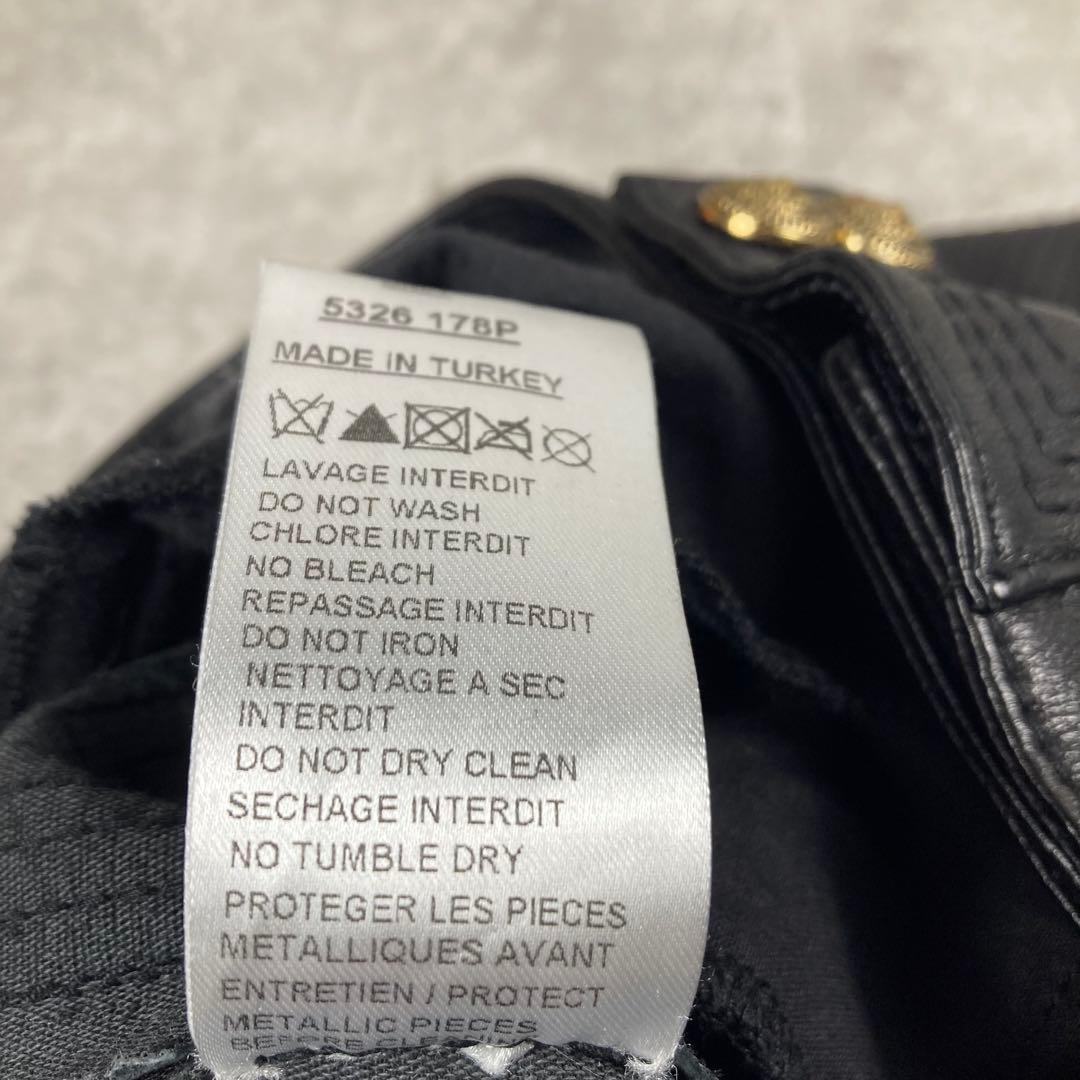 5326 178P
MADE IN TURKEY
LAVAGE INTERDIT
DO NOT WASH
CHLORE INTERDIT
NO BLEACH
REPASSAGE INTERDIT
DO NOT IRON
NETTOYAGE A SEC
INTERDIT
DO NOT DRY CLEAN
SECHAGE INTERDIT
NO TUMBLE DRY
PROTEGER LES PIECES
METALLIQUES AVANT
ENTRETIEN / PROTECT
METALLIC PIECES
BEFORE CLEANING